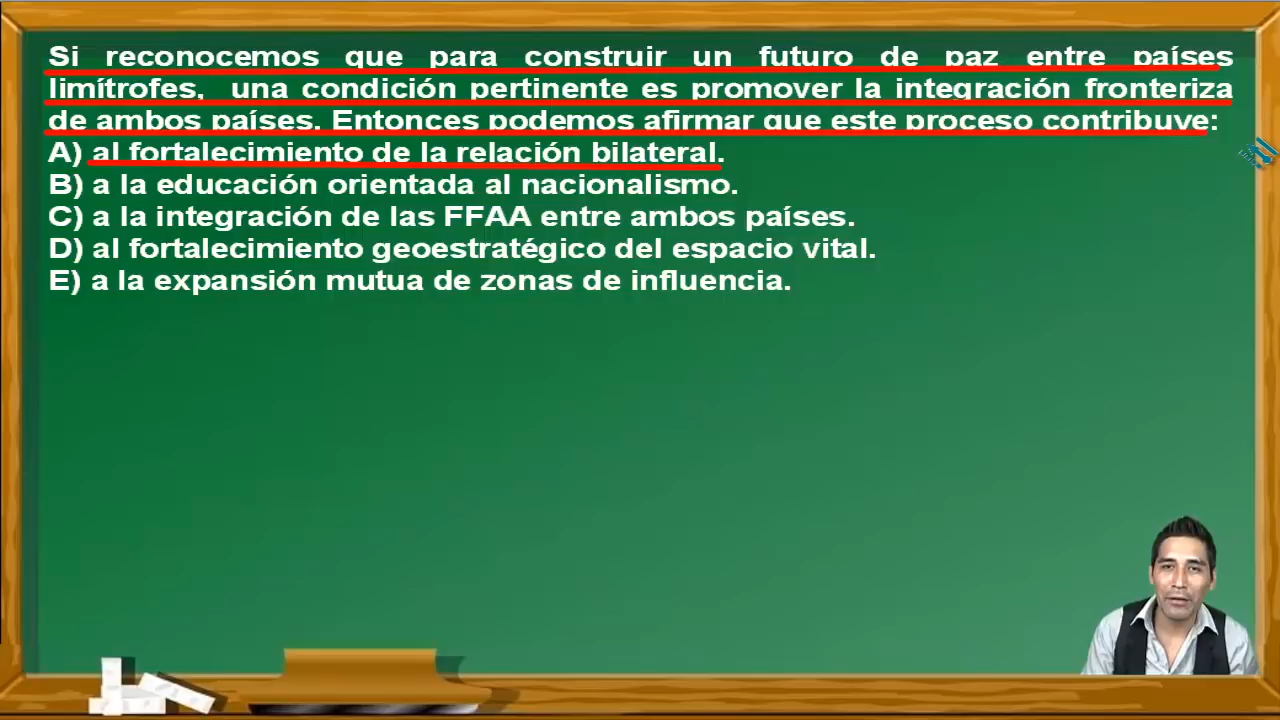 Si reconocemos que para construir un futuro de paz entre países
limítrofes, una condición pertinente es promover la integración fronteriza
de ambos países. Entonces podemos afirmar que este proceso contribuye:
A) al fortalecimiento de la relación bilateral.
B) a la educación orientada al nacionalismo.
C) a la integración de las FFAA entre ambos países.
D) al fortalecimiento geoestratégico del espacio vital.
E) a la expansión mutua de zonas de influencia.